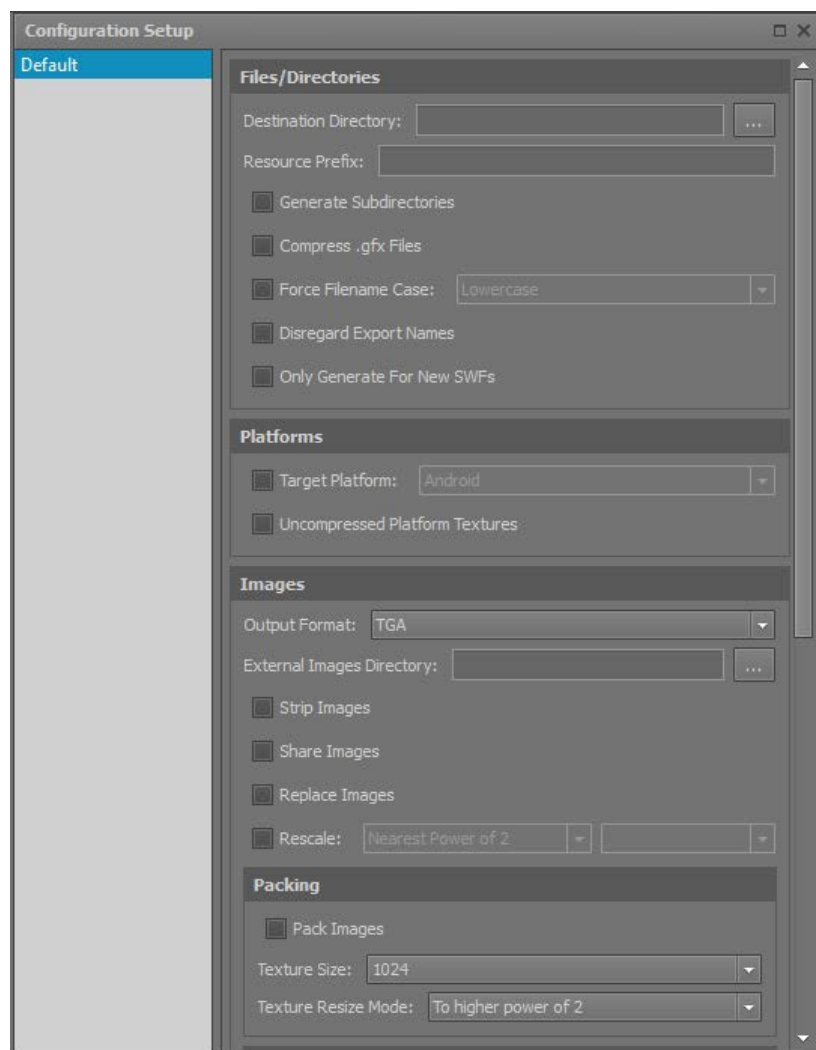 Configuration Setup
Default
Files/Directories
Destination Directory: ...
Resource Prefix:
Generate Subdirectories
Compress .gfx Files
Force Filename Case: Lowercase
Disregard Export Names
Only Generate For New SWFs
Platforms
Target Platform: Android
Uncompressed Platform Textures
Images
Output Format: TGA
External Images Directory: ...
Strip Images
Share Images
Replace Images
Rescale: Nearest Power of 2
Packing
Pack Images
Texture Size: 1024
Texture Resize Mode: To higher power of 2